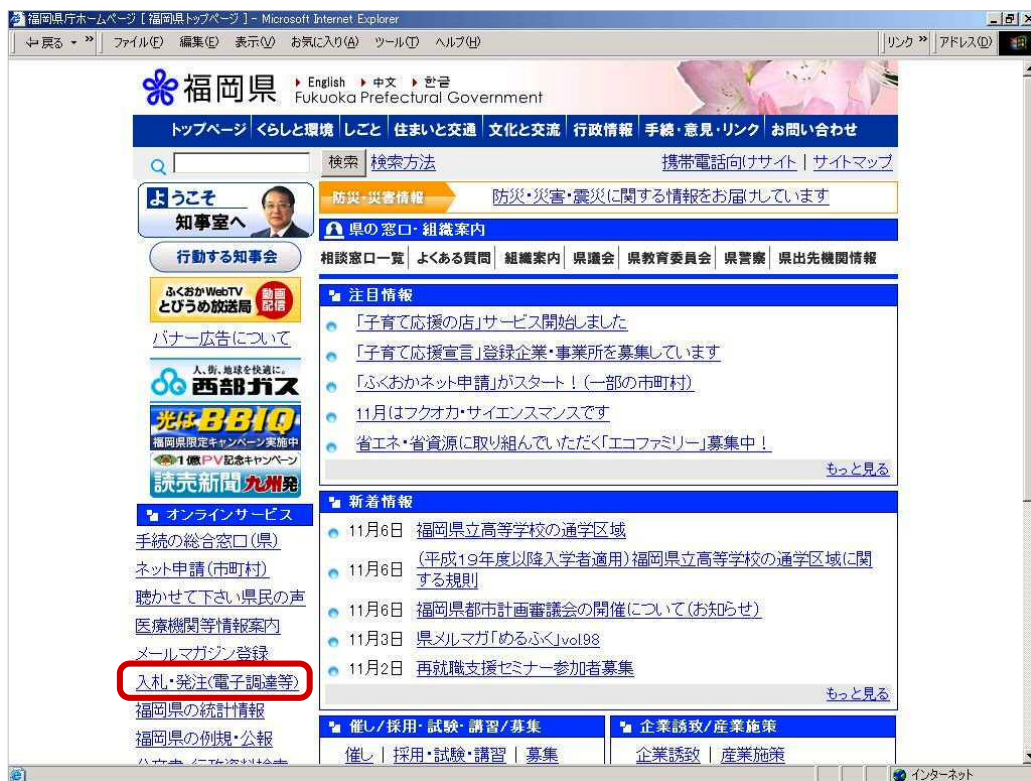 福岡県庁ホームページ [ 福岡県トップページ ] - Microsoft Internet Explorer
戻る ファイル(F) 編集(E) 表示(V) お気に入り(A) ツール(T) ヘルプ(H) リンク アドレス(D)
福岡県 English 中文 한글
Fukuoka Prefectural Government
トップページ くらしと環境 しごと 住まいと交通 文化と交流 行政情報 手続・意見・リンク お問い合わせ
検索 検索方法 携帯電話向けサイト | サイトマップ
ようこそ
知事室へ
行動する知事会
ふくおかWebTV
とびうめ放送局
動画
配信
バナー広告について
人、街、地球を快適に。
西部ガス
光はBBIQ
福岡県限定キャンペーン実施中
1億PV記念キャンペーン
読売新聞 九州発
オンラインサービス
手続の総合窓口(県)
ネット申請(市町村)
聴かせて下さい県民の声
医療機関等情報案内
メールマガジン登録
入札・発注(電子調達等)
福岡県の統計情報
福岡県の例規・公報
防災・災害情報 防災・災害・震災に関する情報をお届けしています
県の窓口・組織案内
相談窓口一覧 よくある質問 組織案内 県議会 県教育委員会 県警察 県出先機関情報
注目情報
「子育て応援の店」サービス開始しました
「子育て応援宣言」登録企業・事業所を募集しています
「ふくおかネット申請」がスタート！(一部の市町村)
11月はフクオカ・サイエンスマンスです
省エネ・省資源に取り組んでいただく「エコファミリー」募集中！
もっと見る
新着情報
11月6日 福岡県立高等学校の通学区域
11月6日 (平成19年度以降入学者適用)福岡県立高等学校の通学区域に関
する規則
11月6日 福岡県都市計画審議会の開催について(お知らせ)
11月3日 県メルマガ「めるふく」vol98
11月2日 再就職支援セミナー参加者募集
もっと見る
催し/採用・試験・講習/募集
催し | 採用・試験・講習 | 募集
企業誘致/産業施策
企業誘致 | 産業施策
インターネット